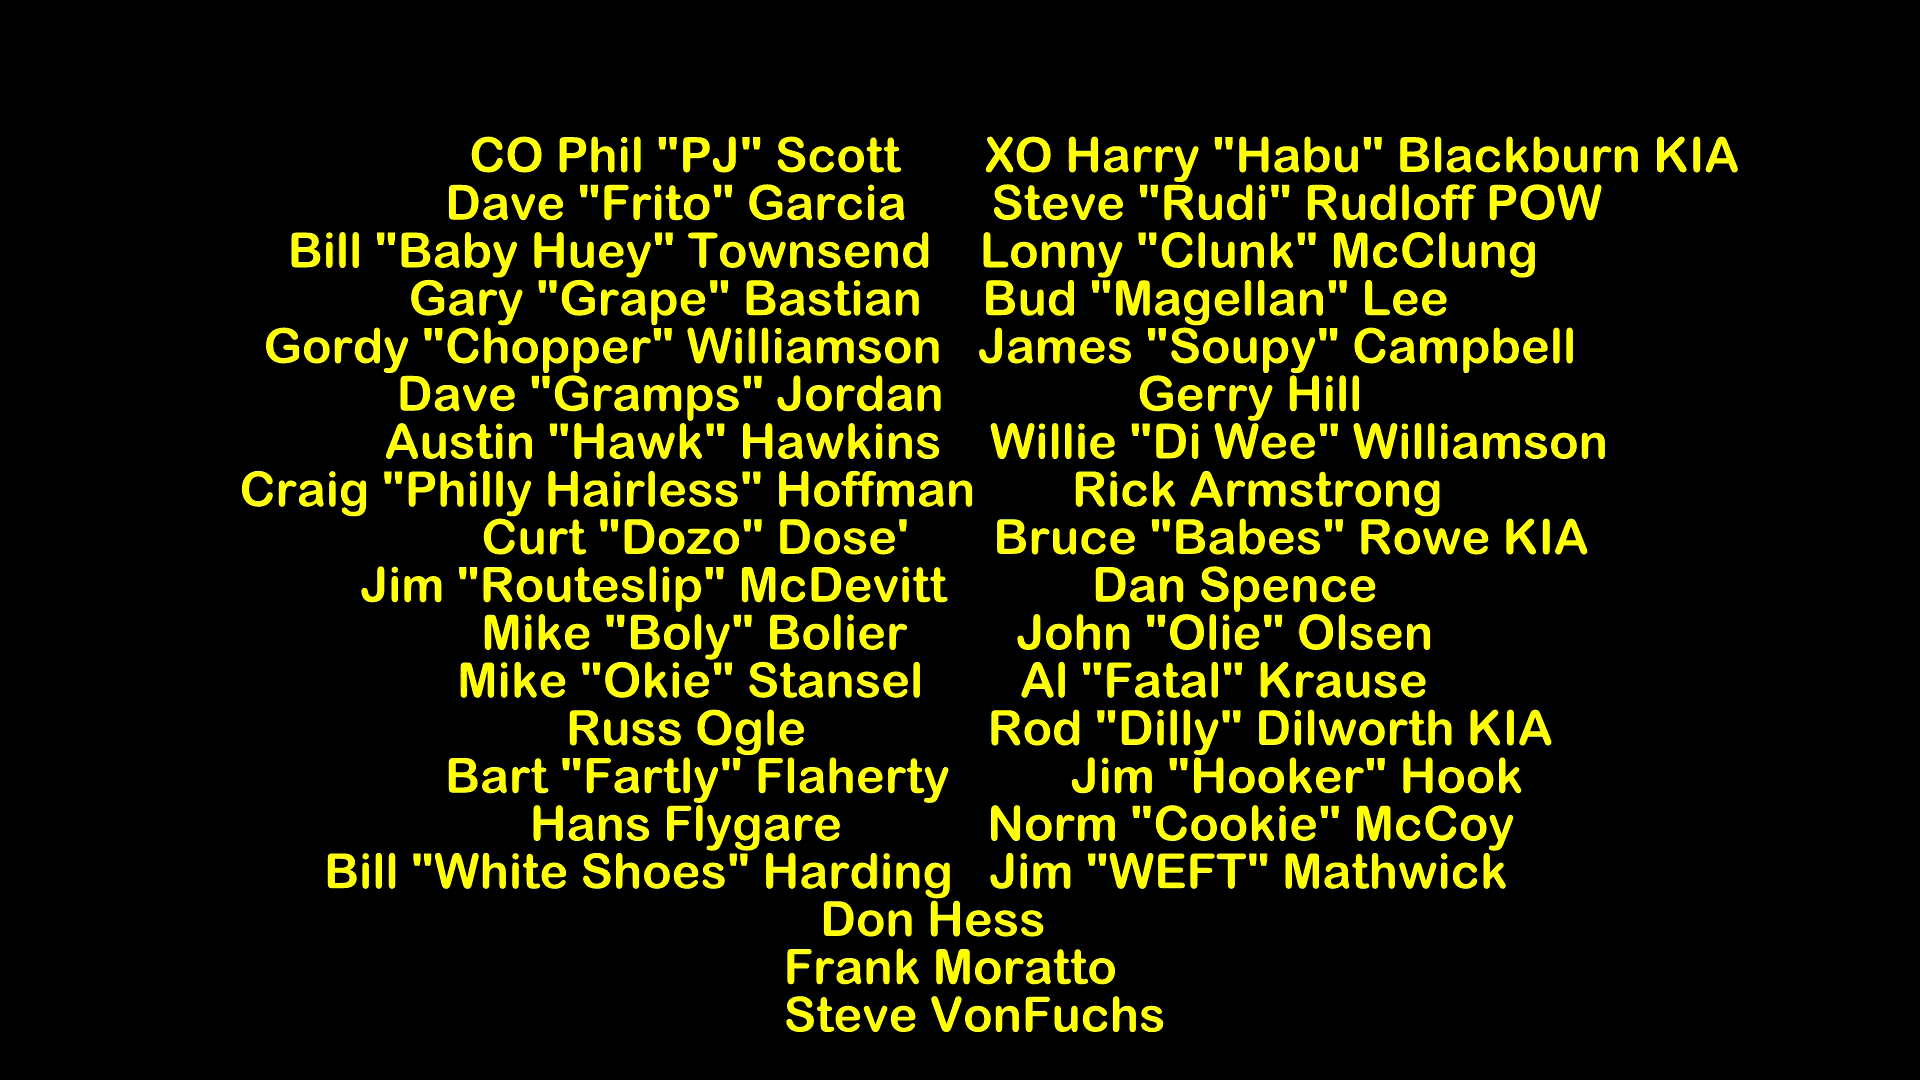 CO Phil "PJ" Scott XO Harry "Habu" Blackburn KIA
Dave "Frito" Garcia Steve "Rudi" Rudloff POW
Bill "Baby Huey" Townsend Lonny "Clunk" McClung
Gary "Grape" Bastian Bud "Magellan" Lee
Gordy "Chopper" Williamson James "Soupy" Campbell
Dave "Gramps" Jordan Gerry Hill
Austin "Hawk" Hawkins Willie "Di Wee" Williamson
Craig "Philly Hairless" Hoffman Rick Armstrong
Curt "Dozo" Dose' Bruce "Babes" Rowe KIA
Jim "Routeslip" McDevitt Dan Spence
Mike "Boly" Bolier John "Olie" Olsen
Mike "Okie" Stansel Al "Fatal" Krause
Russ Ogle Rod "Dilly" Dilworth KIA
Bart "Fartly" Flaherty Jim "Hooker" Hook
Hans Flygare Norm "Cookie" McCoy
Bill "White Shoes" Harding Jim "WEFT" Mathwick
Don Hess
Frank Moratto
Steve VonFuchs